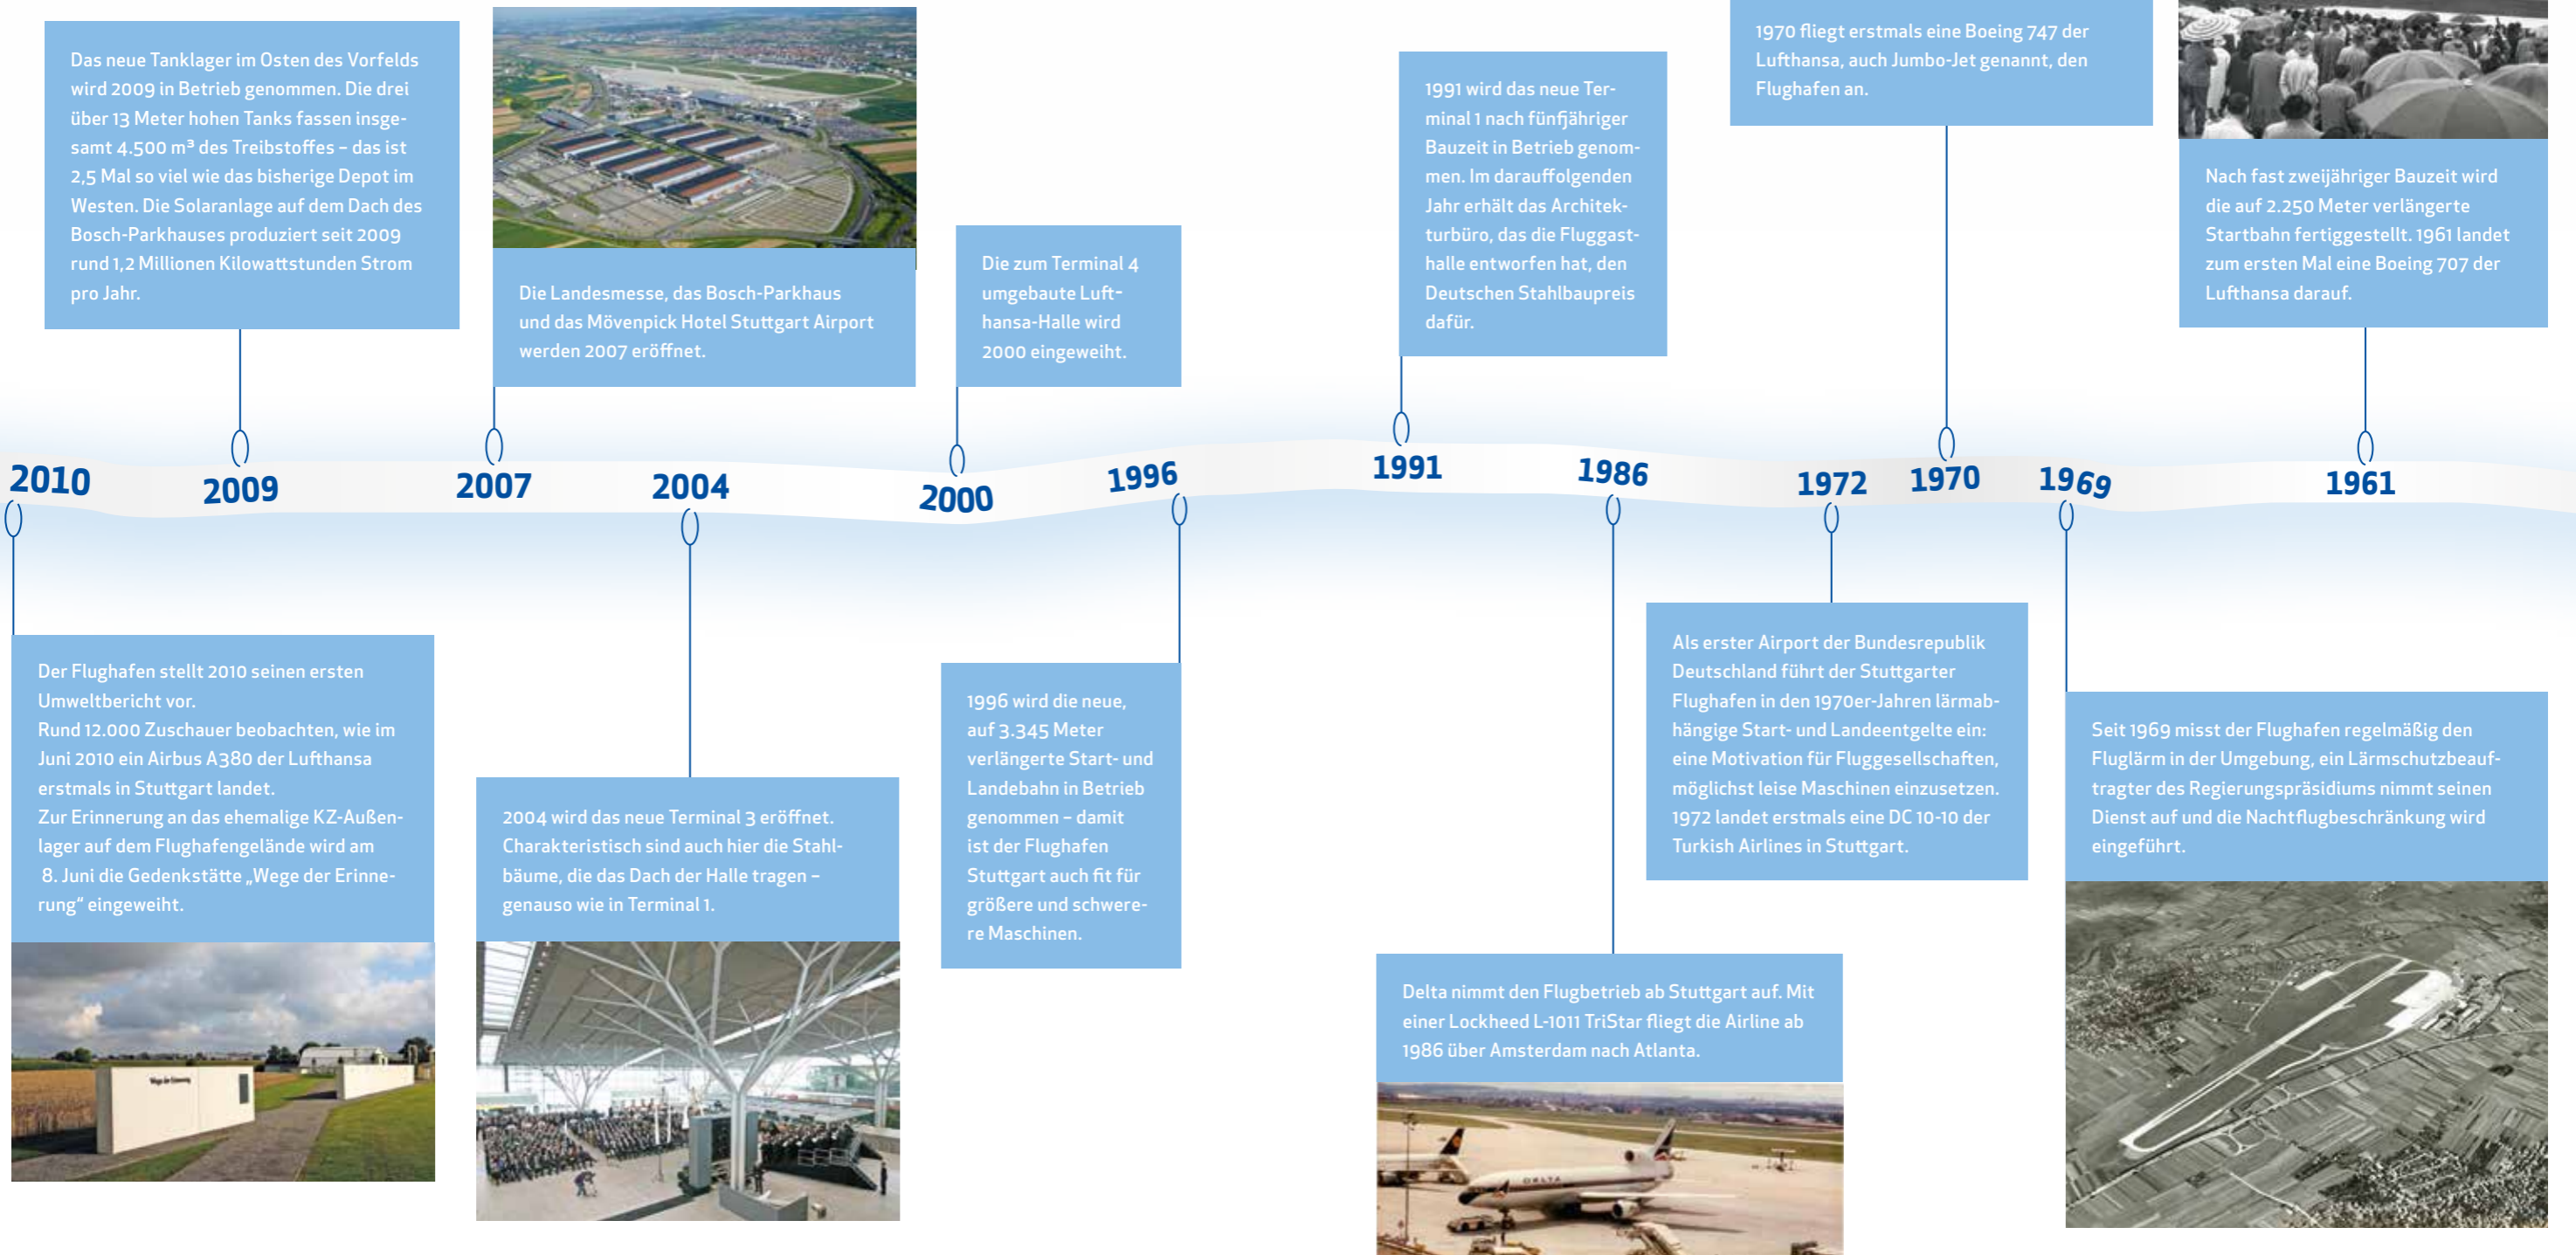 Das neue Tanklager im Osten des Vorfelds
wird 2009 in Betrieb genommen. Die drei
über 13 Meter hohen Tanks fassen insge-
samt 4.500 m³ des Treibstoffes – das ist
2,5 Mal so viel wie das bisherige Depot im
Westen. Die Solaranlage auf dem Dach des
Bosch-Parkhauses produziert seit 2009
rund 1,2 Millionen Kilowattstunden Strom
pro Jahr.
Die Landesmesse, das Bosch-Parkhaus
und das Mövenpick Hotel Stuttgart Airport
werden 2007 eröffnet.
Die zum Terminal 4
umgebaute Luft-
hansa-Halle wird
2000 eingeweiht.
1991 wird das neue Ter-
minal 1 nach fünfjähriger
Bauzeit in Betrieb genom-
men. Im darauffolgenden
Jahr erhält das Architek-
turbüro, das die Fluggast-
halle entworfen hat, den
Deutschen Stahlbaupreis
dafür.
1970 fliegt erstmals eine Boeing 747 der
Lufthansa, auch Jumbo-Jet genannt, den
Flughafen an.
Nach fast zweijähriger Bauzeit wird
die auf 2.250 Meter verlängerte
Startbahn fertiggestellt. 1961 landet
zum ersten Mal eine Boeing 707 der
Lufthansa darauf.
2010
2009
2007
2004
2000
1996
1991
1986
1972
1970
1969
1961
Der Flughafen stellt 2010 seinen ersten
Umweltbericht vor.
Rund 12.000 Zuschauer beobachten, wie im
Juni 2010 ein Airbus A380 der Lufthansa
erstmals in Stuttgart landet.
Zur Erinnerung an das ehemalige KZ-Außen-
lager auf dem Flughafengelände wird am
8. Juni die Gedenkstätte „Wege der Erinne-
rung“ eingeweiht.
Wege der Erinnerung
2004 wird das neue Terminal 3 eröffnet.
Charakteristisch sind auch hier die Stahl-
bäume, die das Dach der Halle tragen –
genauso wie in Terminal 1.
1996 wird die neue,
auf 3.345 Meter
verlängerte Start- und
Landebahn in Betrieb
genommen – damit
ist der Flughafen
Stuttgart auch fit für
größere und schwere-
re Maschinen.
Delta nimmt den Flugbetrieb ab Stuttgart auf. Mit
einer Lockheed L-1011 TriStar fliegt die Airline ab
1986 über Amsterdam nach Atlanta.
DELTA
Als erster Airport der Bundesrepublik
Deutschland führt der Stuttgarter
Flughafen in den 1970er-Jahren lärmab-
hängige Start- und Landeentgelte ein:
eine Motivation für Fluggesellschaften,
möglichst leise Maschinen einzusetzen.
1972 landet erstmals eine DC 10-10 der
Turkish Airlines in Stuttgart.
Seit 1969 misst der Flughafen regelmäßig den
Fluglärm in der Umgebung, ein Lärmschutzbeauf-
tragter des Regierungspräsidiums nimmt seinen
Dienst auf und die Nachtflugbeschränkung wird
eingeführt.